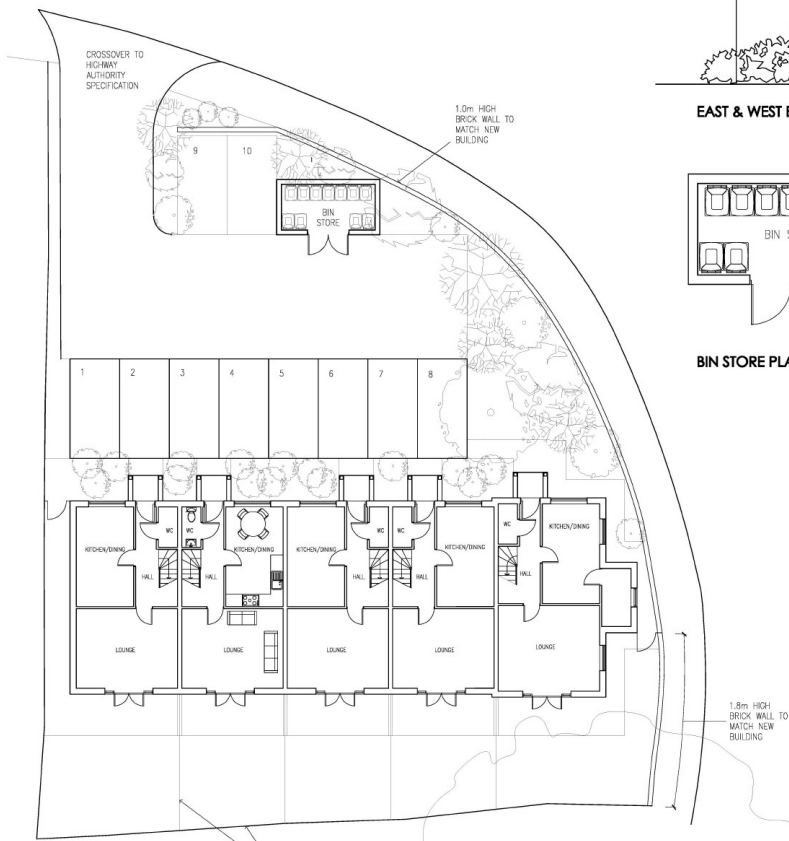 CROSSOVER TO
HIGHWAY
AUTHORITY
SPECIFICATION
1.0m HIGH
BRICK WALL TO
MATCH NEW
BUILDING
EAST & WEST E
9
10
BIN
STORE
BIN S
BIN STORE PLA
1
2
3
4
5
6
7
8
KITCHEN/DINING
WC
HALL
LOUNGE
WC
KITCHEN/DINING
HALL
LOUNGE
KITCHEN/DINING
WC
HALL
LOUNGE
WC
KITCHEN/DINING
HALL
LOUNGE
WC
KITCHEN/DINING
HALL
LOUNGE
1.8m HIGH
BRICK WALL TO
MATCH NEW
BUILDING